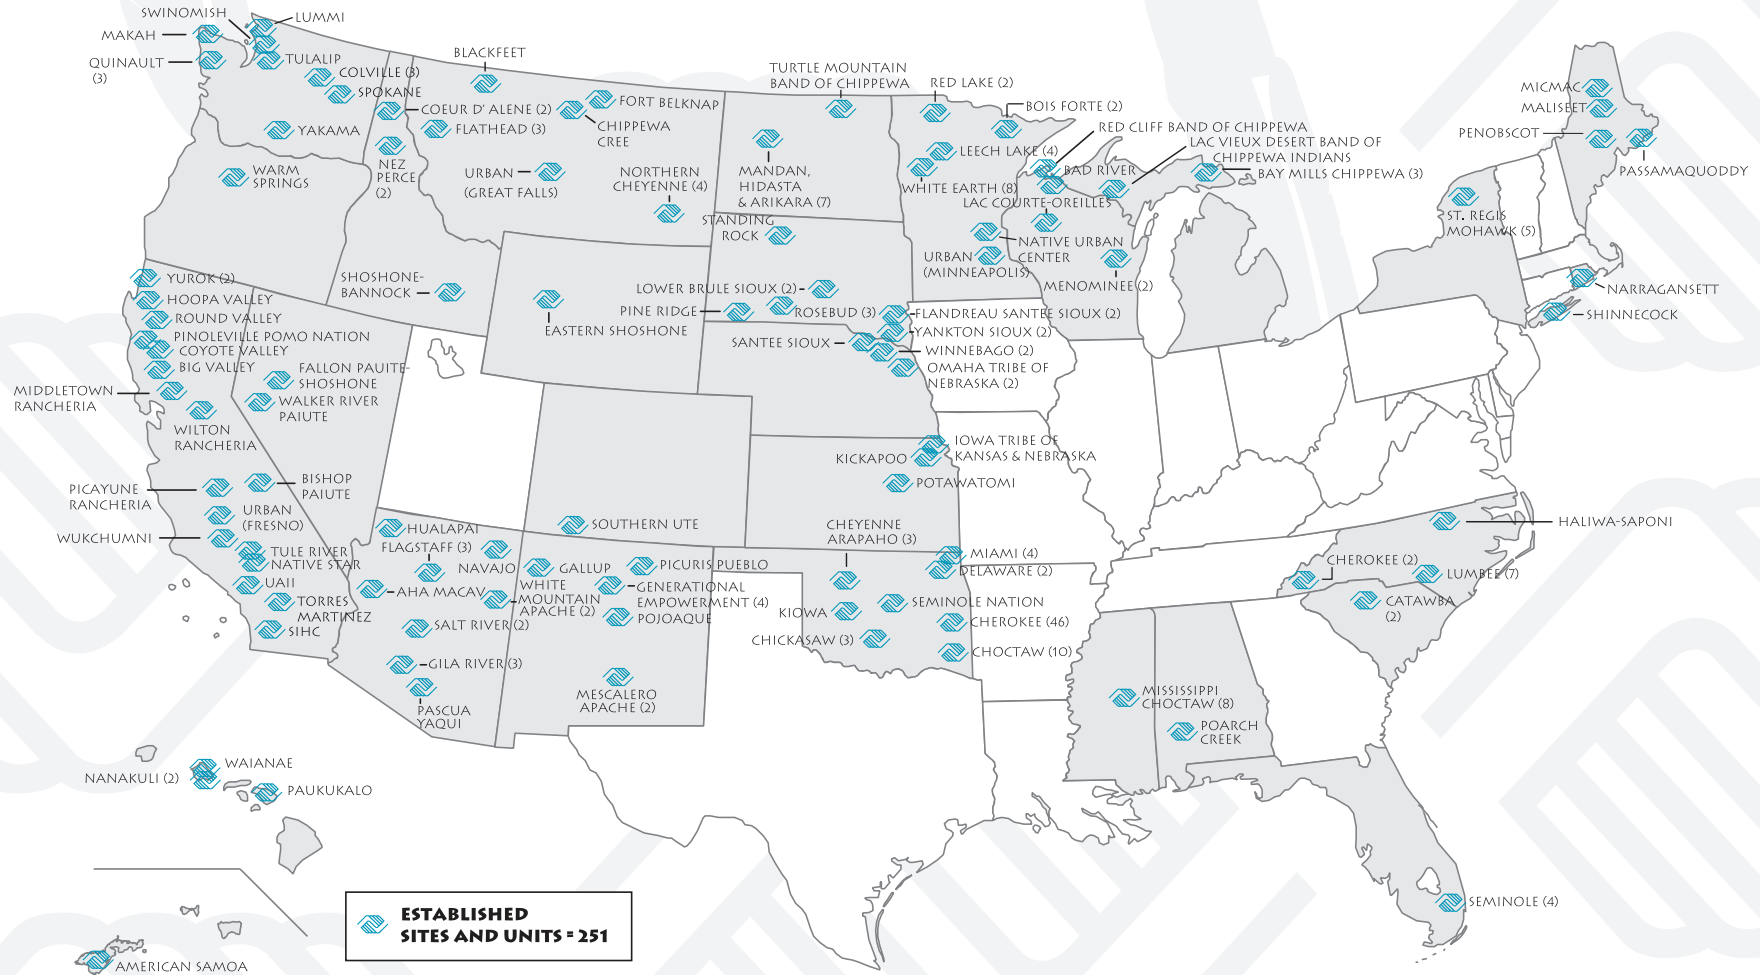 SWINOMISH
LUMMI
MAKAH
QUINAULT
(3)
TULALIP
COLVILLE (3)
SPOKANE
YAKAMA
WARM
SPRINGS
COEUR D' ALENE (2)
NEZ
PERCE
(2)
SHOSHONE-
BANNOCK
BLACKFEET
FLATHEAD (3)
FORT BELKNAP
CHIPPEWA
CREE
URBAN
(GREAT FALLS)
NORTHERN
CHEYENNE (4)
EASTERN SHOSHONE
TURTLE MOUNTAIN
BAND OF CHIPPEWA
MANDAN,
HIDASTA
& ARIKARA (7)
STANDING
ROCK
LOWER BRULE SIOUX (2)
PINE RIDGE
ROSEBUD (3)
FLANDREAU SANTEE SIOUX (2)
YANKTON SIOUX (2)
SANTEE SIOUX
WINNEBAGO (2)
OMAHA TRIBE OF
NEBRASKA (2)
RED LAKE (2)
BOIS FORTE (2)
LEECH LAKE (4)
WHITE EARTH (8)
URBAN
(MINNEAPOLIS)
NATIVE URBAN
CENTER
RED CLIFF BAND OF CHIPPEWA
LAC VIEUX DESERT BAND OF
CHIPPEWA INDIANS
BAD RIVER
BAY MILLS CHIPPEWA (3)
LAC COURTE-OREILLES
MENOMINEE (2)
MICMAC
MALISEET
PENOBSCOT
PASSAMAQUODDY
ST. REGIS
MOHAWK (5)
NARRAGANSETT
SHINNECOCK
YUROK (2)
HOOPA VALLEY
ROUND VALLEY
PINOLEVILLE POMO NATION
COYOTE VALLEY
BIG VALLEY
MIDDLETOWN
RANCHERIA
WILTON
RANCHERIA
FALLON PAUITE-
SHOSHONE
WALKER RIVER
PAIUTE
PICAYUNE
RANCHERIA
BISHOP
PAIUTE
URBAN
(FRESNO)
WUKCHUMNI
TULE RIVER
NATIVE STAR
UAII
TORRES
MARTINEZ
SIHC
HUALAPAI
FLAGSTAFF (3)
NAVAJO
AHA MACAV
WHITE
MOUNTAIN
APACHE (2)
SALT RIVER (2)
GILA RIVER (3)
PASCUA
YAQUI
SOUTHERN UTE
GALLUP
PICURIS PUEBLO
GENERATIONAL
EMPOWERMENT (4)
POJOAQUE
MESCALERO
APACHE (2)
KICKAPOO
IOWA TRIBE OF
KANSAS & NEBRASKA
POTAWATOMI
CHEYENNE
ARAPAHO (3)
MIAMI (4)
DELAWARE (2)
SEMINOLE NATION
KIOWA
CHEROKEE (46)
CHICKASAW (3)
CHOCTAW (10)
HALIWA-SAPONI
CHEROKEE (2)
LUMBEE (7)
CATAWBA
(2)
MISSISSIPPI
CHOCTAW (8)
POARCH
CREEK
SEMINOLE (4)
WAIANAE
NANAKULI (2)
PAUKUKALO
AMERICAN SAMOA
ESTABLISHED
SITES AND UNITS = 251